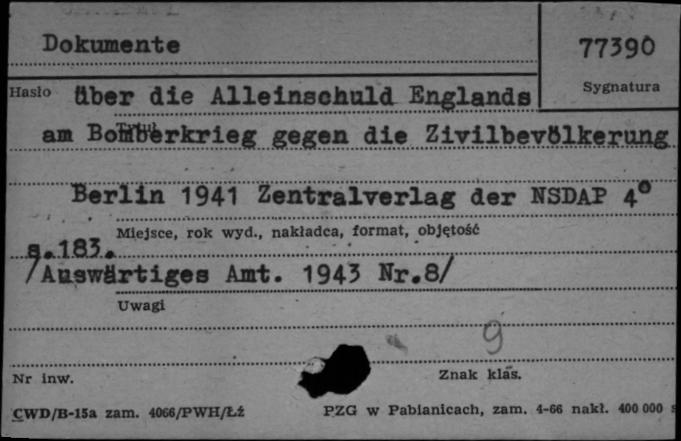 Dokumente
77390
Hasło über die Alleinschuld Englands
Sygnatura
am Bomberkrieg gegen die Zivilbevölkerung
Tytuł
Berlin 1941 Zentralverlag der NSDAP 4°
Miejsce, rok wyd., nakładca, format, objętość
s.183.
/Auswärtiges Amt. 1943 Nr.8/
Uwagi
9
Nr inw.
Znak klas.
CWD/B-15a zam. 4066/PWH/Łż
PZG w Pabianicach, zam. 4-66 nakł. 400 000